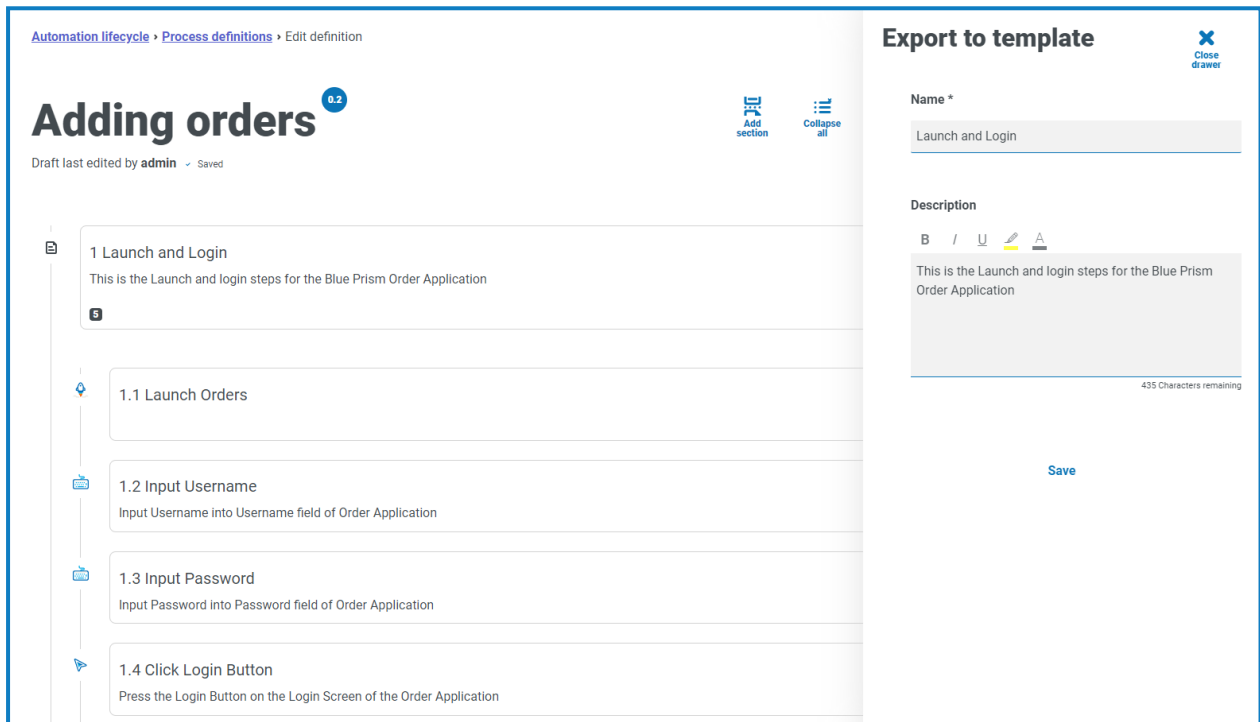 Automation lifecycle › Process definitions › Edit definition
Adding orders 0.2
Draft last edited by admin ✓ Saved
Add
section
Collapse
all
1 Launch and Login
This is the Launch and login steps for the Blue Prism Order Application
5
1.1 Launch Orders
1.2 Input Username
Input Username into Username field of Order Application
1.3 Input Password
Input Password into Password field of Order Application
1.4 Click Login Button
Press the Login Button on the Login Screen of the Order Application
Export to template
Close
drawer
Name *
Launch and Login
Description
B I U A
This is the Launch and login steps for the Blue Prism
Order Application
435 Characters remaining
Save